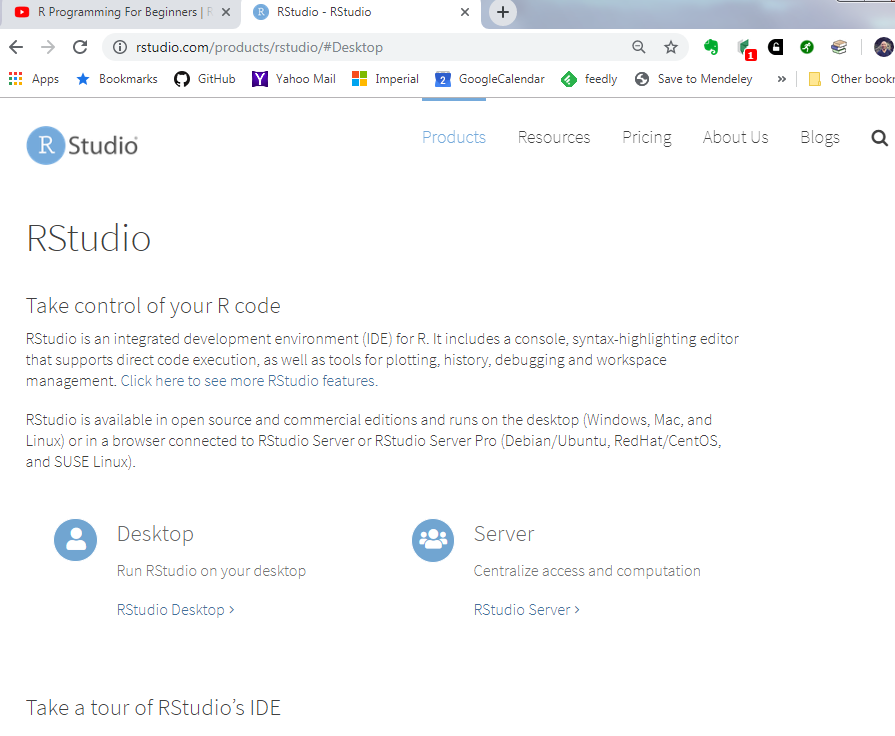 R Programming For Beginners | R
RStudio - RStudio
rstudio.com/products/rstudio/#Desktop
1
Apps
Bookmarks
GitHub
Y
Yahoo Mail
Imperial
2
GoogleCalendar
feedly
Save to Mendeley
»
Other bookm
R Studio
Products
Resources
Pricing
About Us
Blogs
RStudio
Take control of your R code
RStudio is an integrated development environment (IDE) for R. It includes a console, syntax-highlighting editor
that supports direct code execution, as well as tools for plotting, history, debugging and workspace
management. Click here to see more RStudio features.
RStudio is available in open source and commercial editions and runs on the desktop (Windows, Mac, and
Linux) or in a browser connected to RStudio Server or RStudio Server Pro (Debian/Ubuntu, RedHat/CentOS,
and SUSE Linux).
Desktop
Run RStudio on your desktop
RStudio Desktop ›
Server
Centralize access and computation
RStudio Server ›
Take a tour of RStudio’s IDE